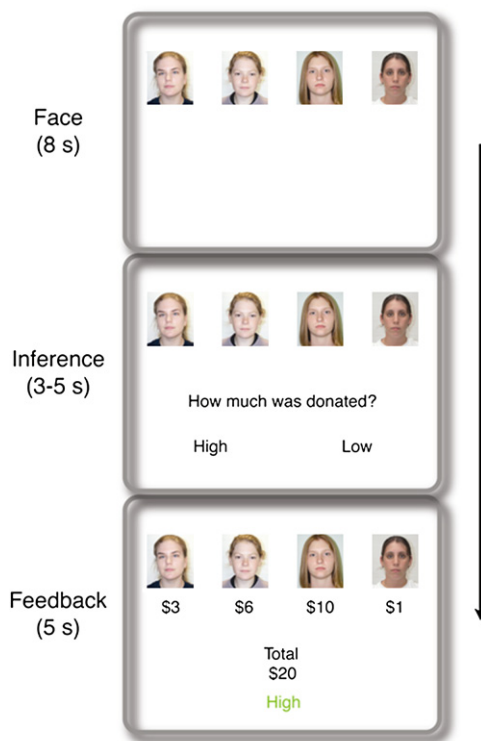 Face
(8 s)
Inference
(3-5 s)
How much was donated?
High Low
Feedback
(5 s)
$3 $6 $10 $1
Total
$20
High